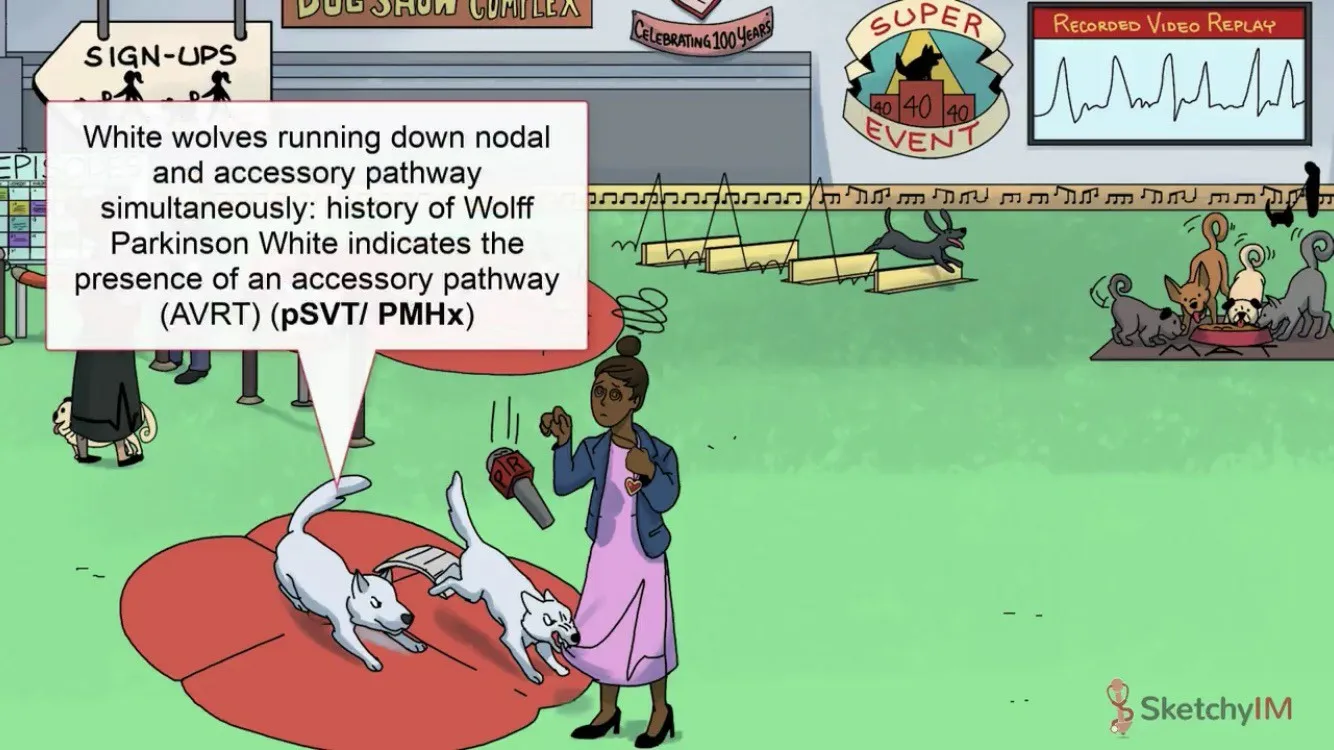 DOG SHOW COMPLEX
CELEBRATING 100 YEARS
SUPER
40 40 40
EVENT
RECORDED VIDEO REPLAY
SIGN-UPS
White wolves running down nodal
and accessory pathway
simultaneously: history of Wolff
Parkinson White indicates the
presence of an accessory pathway
(AVRT) (pSVT/ PMHx)
PR
SketchyIM